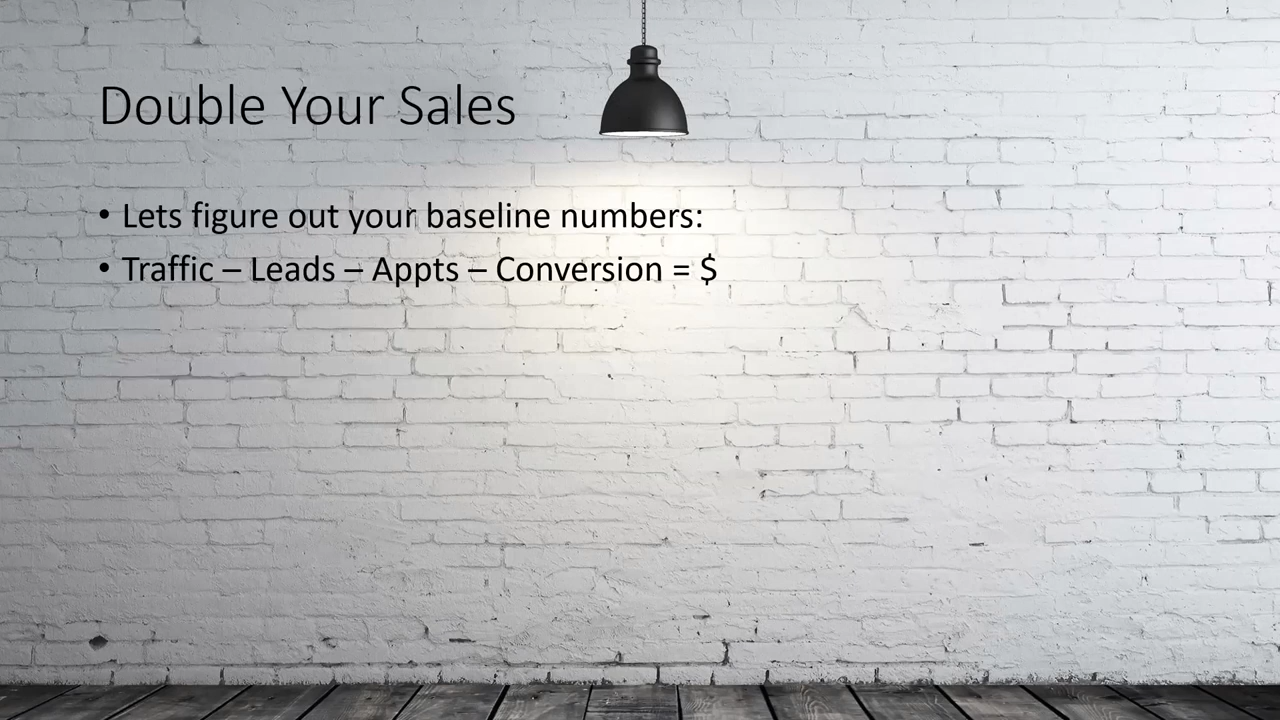 Double Your Sales
• Lets figure out your baseline numbers:
• Traffic – Leads – Appts – Conversion = $